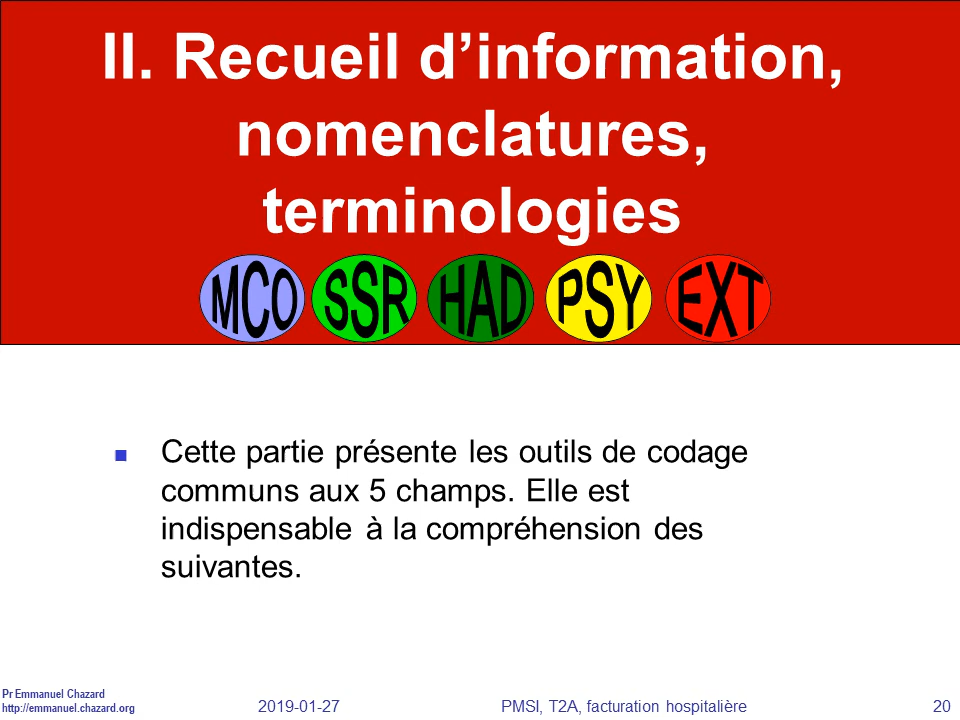 II. Recueil d’information,
nomenclatures,
terminologies
MCO SSR HAD PSY EXT
Cette partie présente les outils de codage
communs aux 5 champs. Elle est
indispensable à la compréhension des
suivantes.
Pr Emmanuel Chazard
http://emmanuel.chazard.org
2019-01-27 PMSI, T2A, facturation hospitalière 20